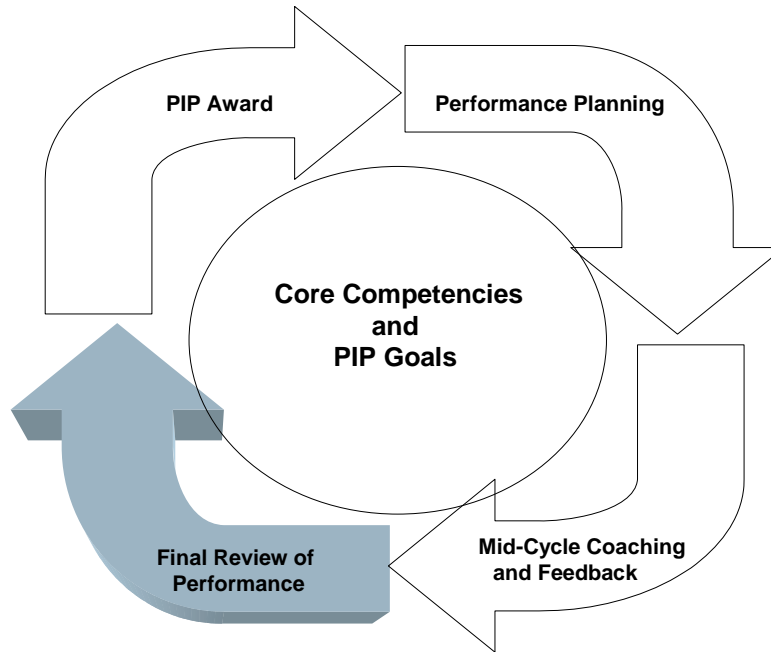 PIP Award
Performance Planning
Core Competencies
and
PIP Goals
Mid-Cycle Coaching
and Feedback
Final Review of
Performance